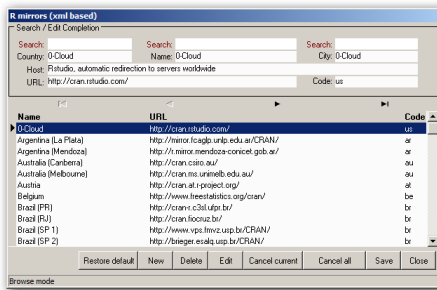 R mirrors (xml based)
Search / Edit Completion
Search: Search: Search:
Country: 0-Cloud Name: 0-Cloud City: 0-Cloud
Host: Rstudio, automatic redirection to servers worldwide
URL: http://cran.rstudio.com/ Code: us
Name URL Code
0-Cloud http://cran.rstudio.com/ us
Argentina (La Plata) http://mirror.fcaglp.unlp.edu.ar/CRAN/ ar
Argentina (Mendoza) http://r.mirror.mendoza-conicet.gob.ar/ ar
Australia (Canberra) http://cran.csiro.au/ au
Australia (Melbourne) http://cran.ms.unimelb.edu.au/ au
Austria http://cran.at.r-project.org/ at
Belgium http://www.freestatistics.org/cran/ be
Brazil (PR) http://cran-r.c3sl.ufpr.br/ br
Brazil (RJ) http://cran.fiocruz.br/ br
Brazil (SP 1) http://www.vps.fmvz.usp.br/CRAN/ br
Brazil (SP 2) http://brieger.esalq.usp.br/CRAN/ br
Restore default New Delete Edit Cancel current Cancel all Save Close
Browse mode